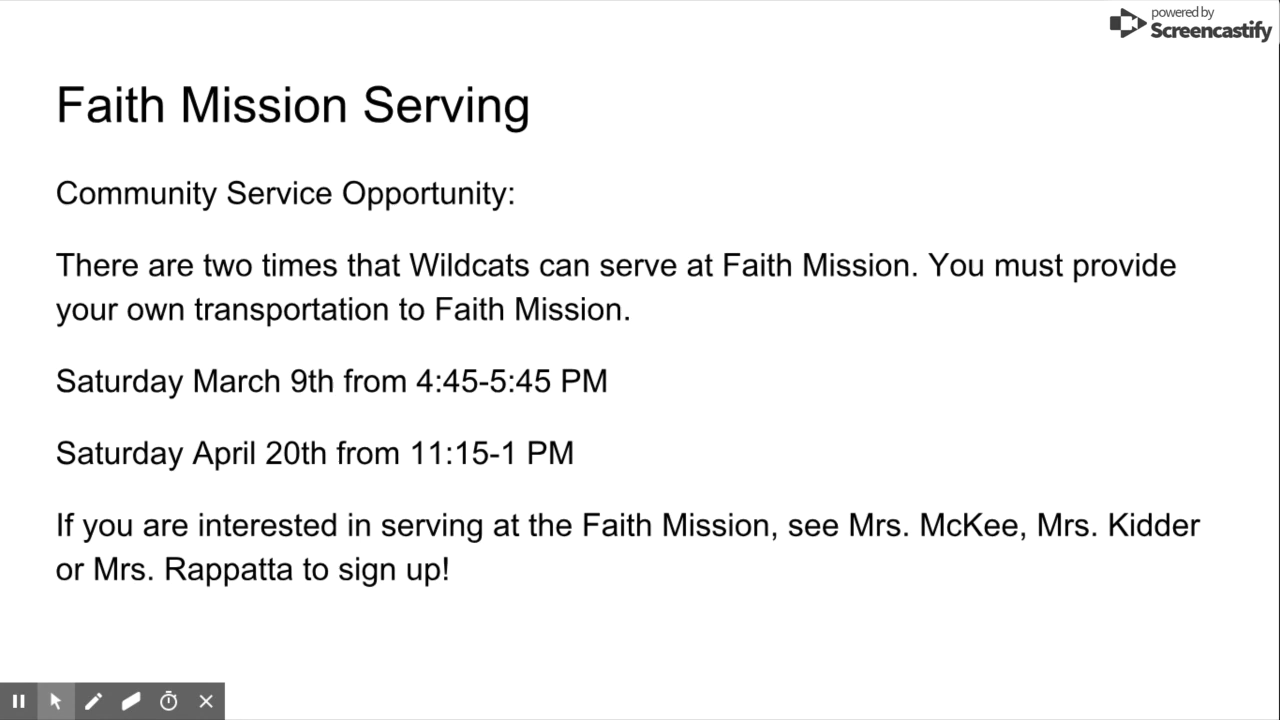 powered by
Screencastify
Faith Mission Serving
Community Service Opportunity:
There are two times that Wildcats can serve at Faith Mission. You must provide
your own transportation to Faith Mission.
Saturday March 9th from 4:45-5:45 PM
Saturday April 20th from 11:15-1 PM
If you are interested in serving at the Faith Mission, see Mrs. McKee, Mrs. Kidder
or Mrs. Rappatta to sign up!